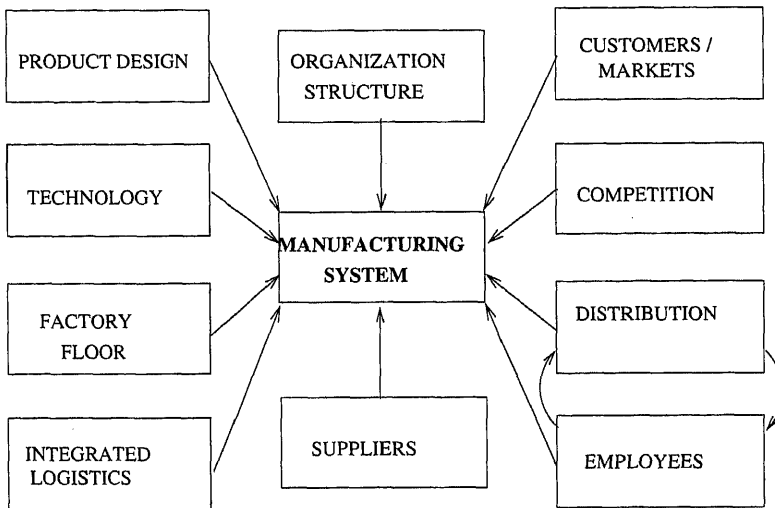 PRODUCT DESIGN
ORGANIZATION
STRUCTURE
CUSTOMERS /
MARKETS
TECHNOLOGY
COMPETITION
MANUFACTURING
SYSTEM
FACTORY
FLOOR
DISTRIBUTION
INTEGRATED
LOGISTICS
SUPPLIERS
EMPLOYEES